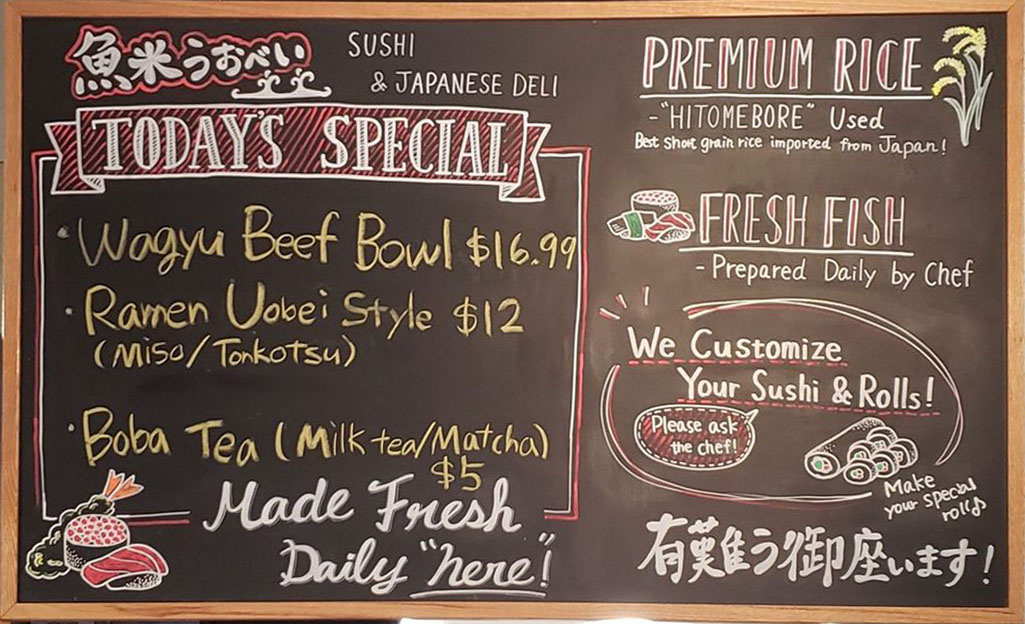 魚米うおべい
SUSHI
& JAPANESE DELI
TODAY'S SPECIAL
・Wagyu Beef Bowl $16.99
・Ramen Uobei Style $12
(Miso/Tonkotsu)
・Boba Tea (Milk tea/Matcha)
$5
Made Fresh
Daily "here"!
PREMIUM RICE
- "HITOMEBORE" Used
Best short grain rice imported from Japan!
FRESH FISH
- Prepared Daily by Chef
We Customize
Your Sushi & Rolls!
Please ask
the chef!
Make
your special
rolls
有難う御座います!